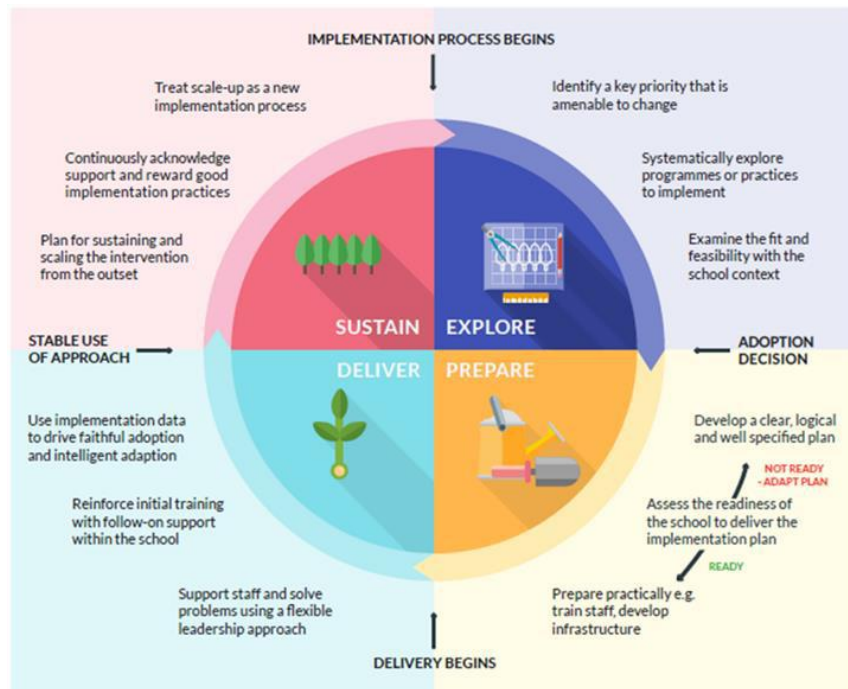 IMPLEMENTATION PROCESS BEGINS
Treat scale-up as a new
implementation process
Continuously acknowledge
support and reward good
implementation practices
Plan for sustaining and
scaling the intervention
from the outset
Identify a key priority that is
amenable to change
Systematically explore
programmes or practices
to implement
Examine the fit and
feasibility with the
school context
SUSTAIN
EXPLORE
STABLE USE
OF APPROACH
ADOPTION
DECISION
DELIVER
PREPARE
Use implementation data
to drive faithful adoption
and intelligent adaption
Reinforce initial training
with follow-on support
within the school
Support staff and solve
problems using a flexible
leadership approach
Develop a clear, logical
and well specified plan
NOT READY
- ADAPT PLAN
Assess the readiness of
the school to deliver the
implementation plan
READY
Prepare practically e.g.
train staff, develop
infrastructure
DELIVERY BEGINS